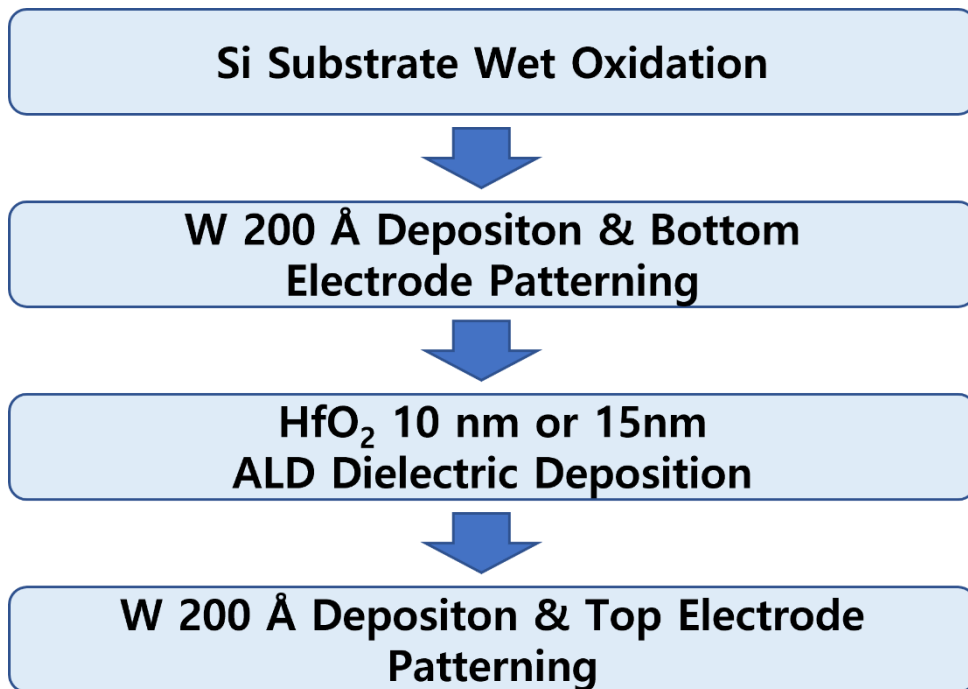 Si Substrate Wet Oxidation
W 200 Å Depositon & Bottom
Electrode Patterning
HfO₂ 10 nm or 15nm
ALD Dielectric Deposition
W 200 Å Depositon & Top Electrode
Patterning